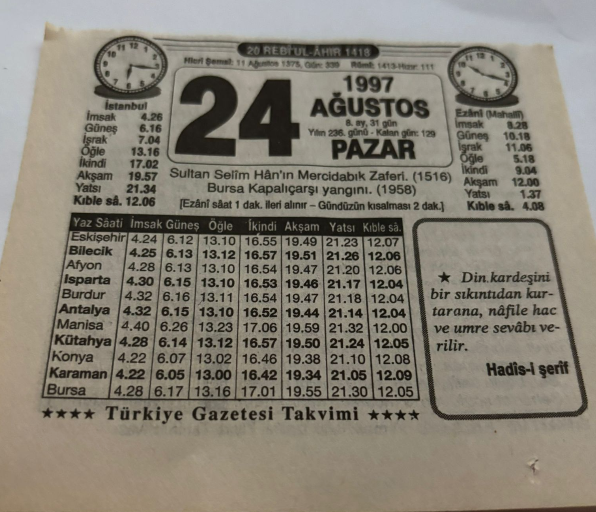 20 REBİ'UL-ÂHIR 1418
Hicri Şemsî: 11 Ağustos 1375, Gün: 339 Rûmî: 1413-Hızır: 111
24
1997
AĞUSTOS
8. ay, 31 gün
Yılın 236. günü - Kalan gün: 129
PAZAR
İstanbul
İmsak 4.26
Güneş 6.16
İşrak 7.04
Öğle 13.16
İkindi 17.02
Akşam 19.57
Yatsı 21.34
Kıble sâ. 12.06
Ezânî (Mahallî)
İmsak 8.28
Güneş 10.18
İşrak 11.06
Öğle 5.18
İkindi 9.04
Akşam 12.00
Yatsı 1.37
Kıble sâ. 4.08
Sultan Selîm Hân'ın Mercidabık Zaferi. (1516)
Bursa Kapalıçarşı yangını. (1958)
[Ezânî sâat 1 dak. ileri alınır – Gündüzün kısalması 2 dak.]
Yaz Sâati İmsak Güneş Öğle İkindi Akşam Yatsı Kıble sâ.
Eskişehir 4.24 6.12 13.10 16.55 19.49 21.23 12.07
Bilecik 4.25 6.13 13.12 16.57 19.51 21.26 12.06
Afyon 4.28 6.13 13.10 16.54 19.47 21.20 12.06
Isparta 4.30 6.15 13.10 16.53 19.46 21.17 12.04
Burdur 4.32 6.16 13.11 16.54 19.47 21.18 12.04
Antalya 4.32 6.15 13.10 16.52 19.44 21.14 12.04
Manisa 4.40 6.26 13.23 17.06 19.59 21.32 12.00
Kütahya 4.28 6.14 13.12 16.57 19.50 21.24 12.05
Konya 4.22 6.07 13.02 16.46 19.38 21.10 12.08
Karaman 4.22 6.05 13.00 16.42 19.34 21.05 12.09
Bursa 4.28 6.17 13.16 17.01 19.55 21.30 12.05
★ Din kardeşini
bir sıkıntıdan kur-
tarana, nâfile hac
ve umre sevâbı ve-
rilir.
Hadîs-i şerîf
★★★★ Türkiye Gazetesi Takvimi ★★★★